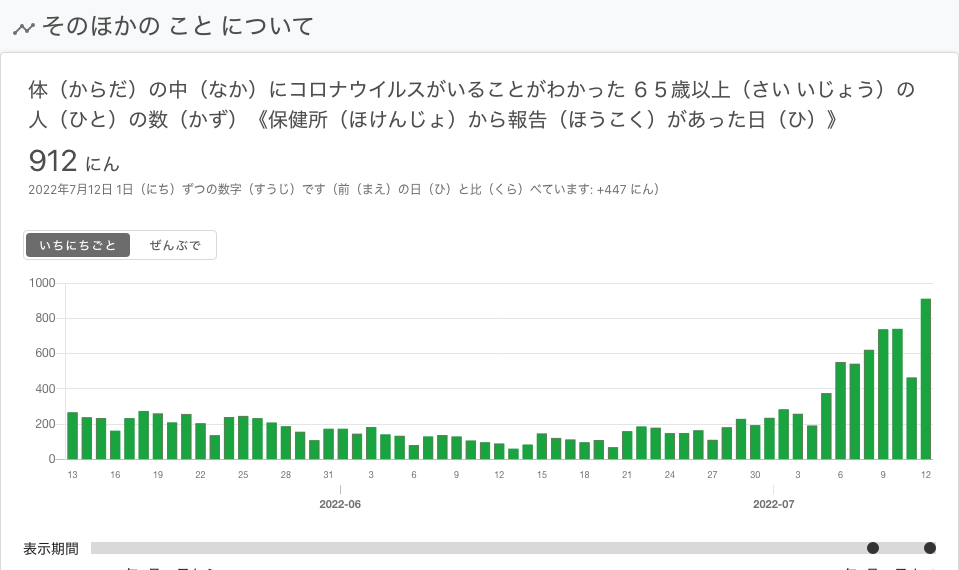 そのほかの こと について
体（からだ）の中（なか）にコロナウイルスがいることがわかった ６５歳以上（さい いじょう）の
人（ひと）の数（かず）《保健所（ほけんじょ）から報告（ほうこく）があった日（ひ）》
912 にん
2022年7月12日 1日（にち）ずつの数字（すうじ）です（前（まえ）の日（ひ）と比（くら）べています: +447 にん）
いちにちごと ぜんぶで
1000
800
600
400
200
0
13 16 19 22 25 28 31 3 6 9 12 15 18 21 24 27 30 3 6 9 12
2022-06 2022-07
表示期間